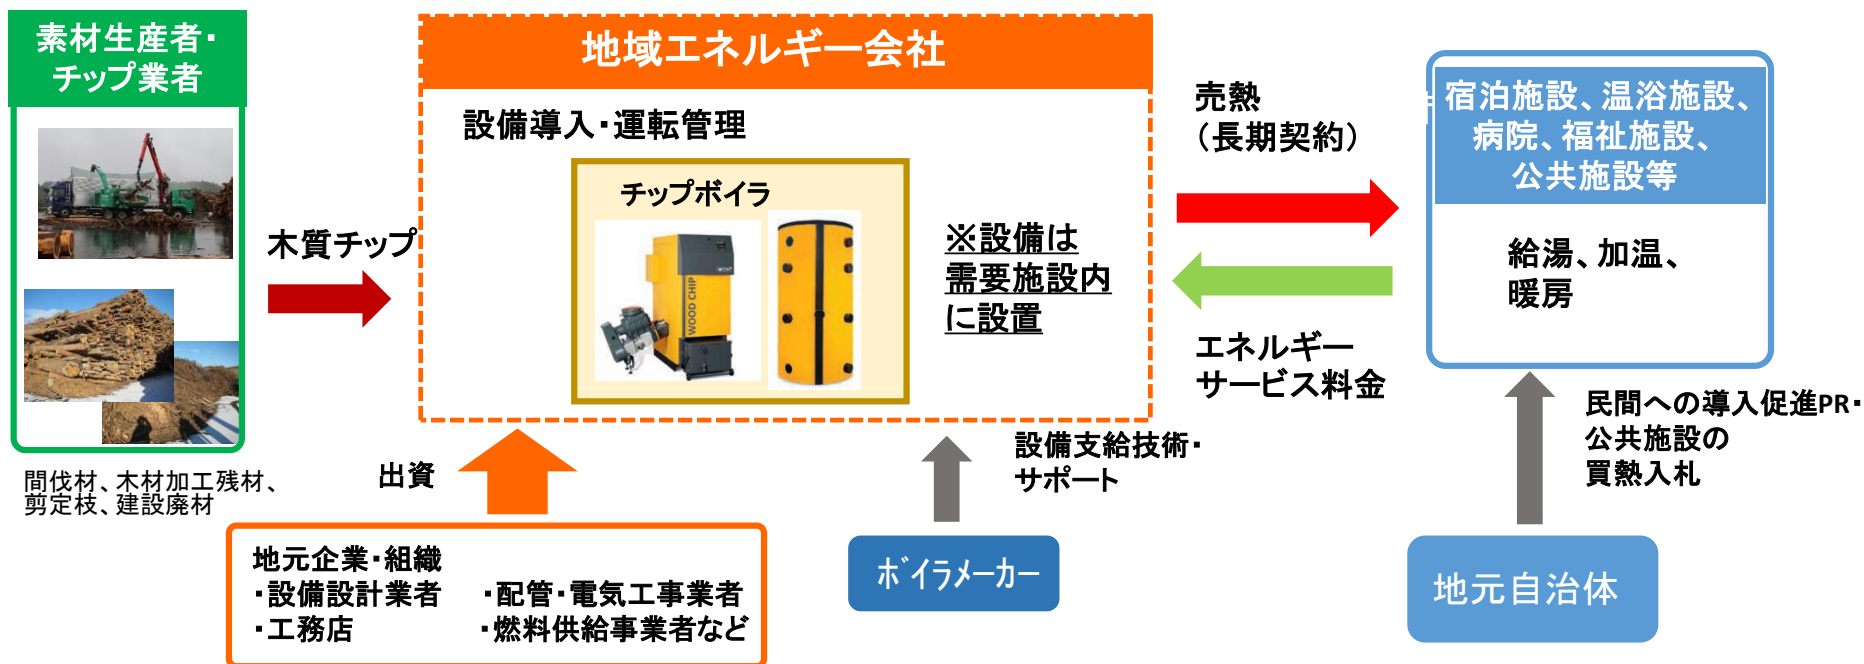 素材生産者・
チップ業者
木質チップ
間伐材、木材加工残材、
剪定枝、建設廃材
地域エネルギー会社
設備導入・運転管理
チップボイラ
WOOD CHIP
※設備は
需要施設内
に設置
売熱
（長期契約）
エネルギー
サービス料金
宿泊施設、温浴施設、
病院、福祉施設、
公共施設等
給湯、加温、
暖房
出資
地元企業・組織
・設備設計業者 ・配管・電気工事業者
・工務店 ・燃料供給事業者など
設備支給技術・
サポート
ﾎﾞｲﾗﾒｰｶｰ
民間への導入促進PR・
公共施設の
買熱入札
地元自治体